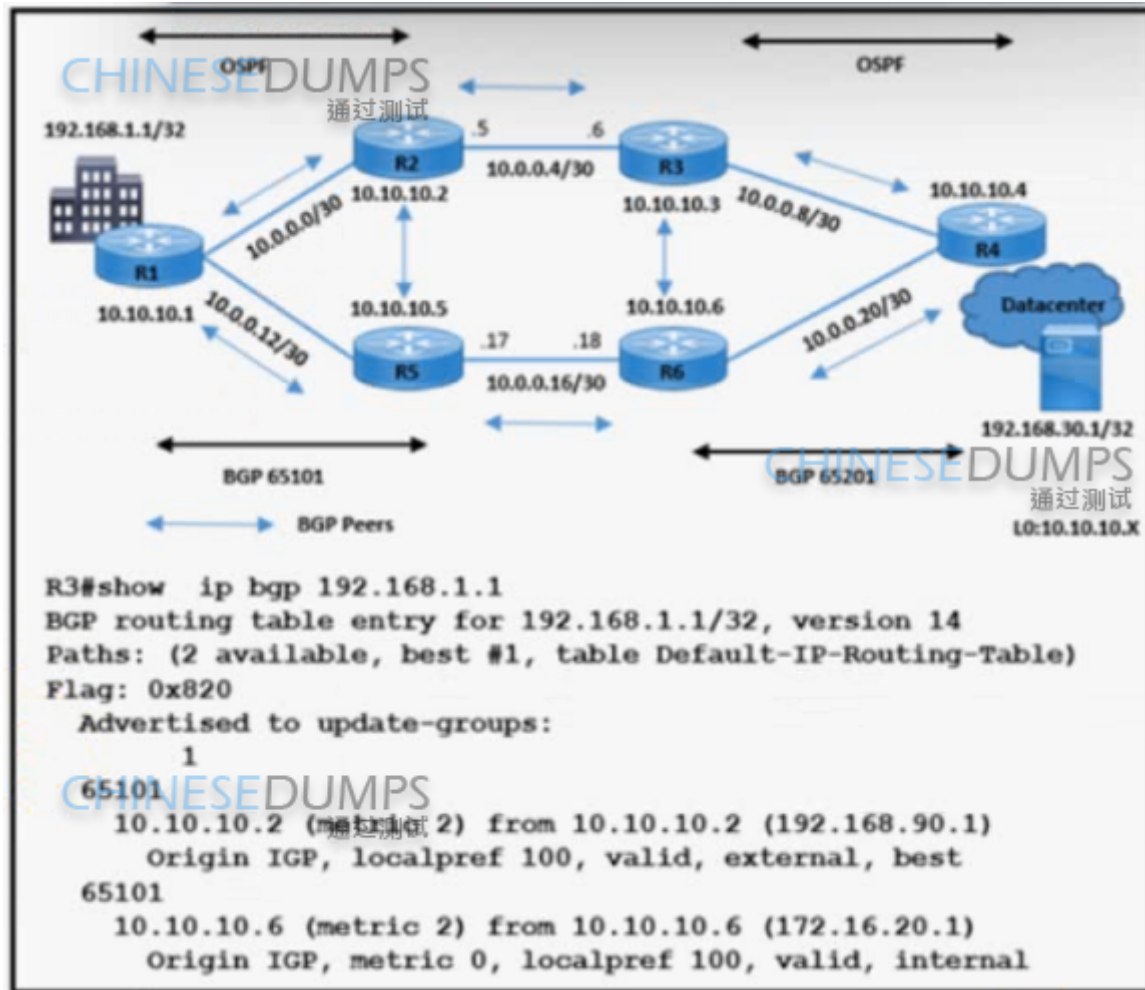 OSPF
OSPF
CHINESEDUMPS
通过测试
192.168.1.1/32
.5
.6
R2
10.0.0.4/30
R3
10.10.10.2
10.10.10.3
10.10.10.4
10.0.0.0/30
10.0.0.8/30
R1
R4
10.10.10.1
10.10.10.5
10.10.10.6
Datacenter
10.0.0.12/30
.17
.18
10.0.0.20/30
R5
10.0.0.16/30
R6
192.168.30.1/32
BGP 65101
BGP 65201
CHINESEDUMPS
通过测试
BGP Peers
L0:10.10.10.X
R3#show ip bgp 192.168.1.1
BGP routing table entry for 192.168.1.1/32, version 14
Paths: (2 available, best #1, table Default-IP-Routing-Table)
Flag: 0x820
Advertised to update-groups:
1
CHINESEDUMPS
通过测试
65101
10.10.10.2 (metric 2) from 10.10.10.2 (192.168.90.1)
Origin IGP, localpref 100, valid, external, best
65101
10.10.10.6 (metric 2) from 10.10.10.6 (172.16.20.1)
Origin IGP, metric 0, localpref 100, valid, internal